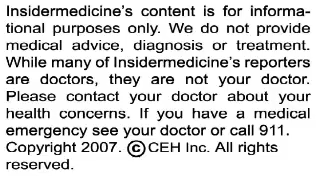 Insidermedicine's content is for informa-
tional purposes only. We do not provide
medical advice, diagnosis or treatment.
While many of Insidermedicine's reporters
are doctors, they are not your doctor.
Please contact your doctor about your
health concerns. If you have a medical
emergency see your doctor or call 911.
Copyright 2007. © CEH Inc. All rights
reserved.